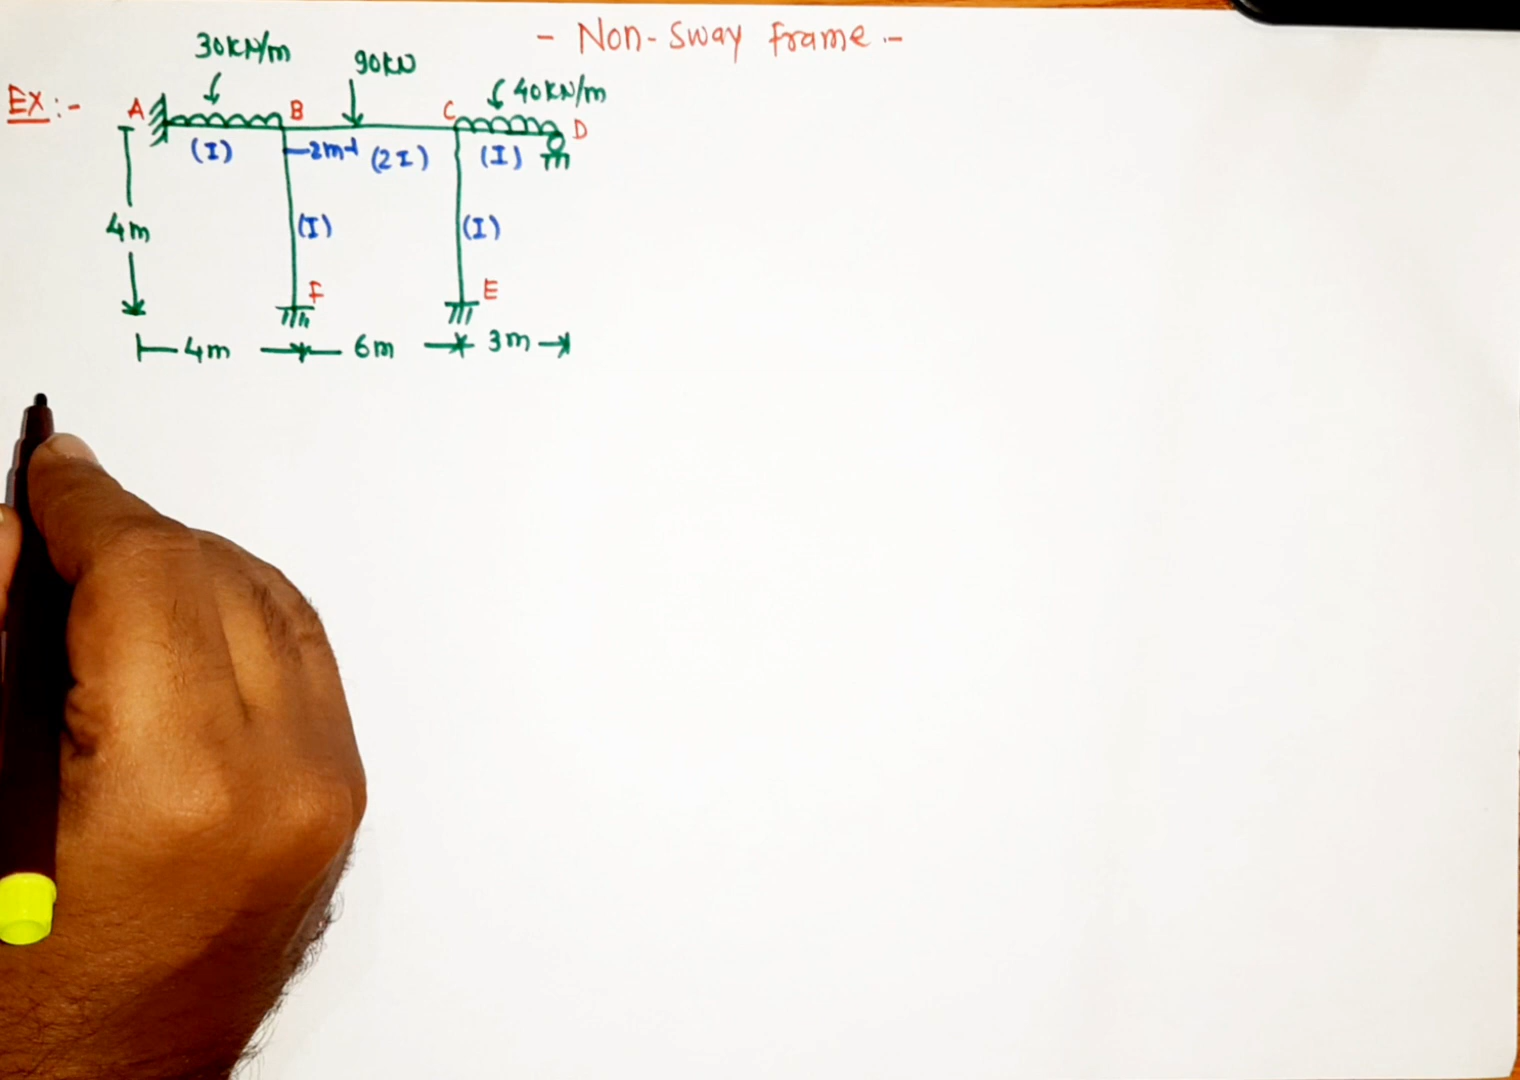 - Non-Sway Frame :-
30kN/m
90kN
40kN/m
EX:-
A
B
C
D
(I)
2m
(2I)
(I)
4m
(I)
(I)
F
E
4m
6m
3m